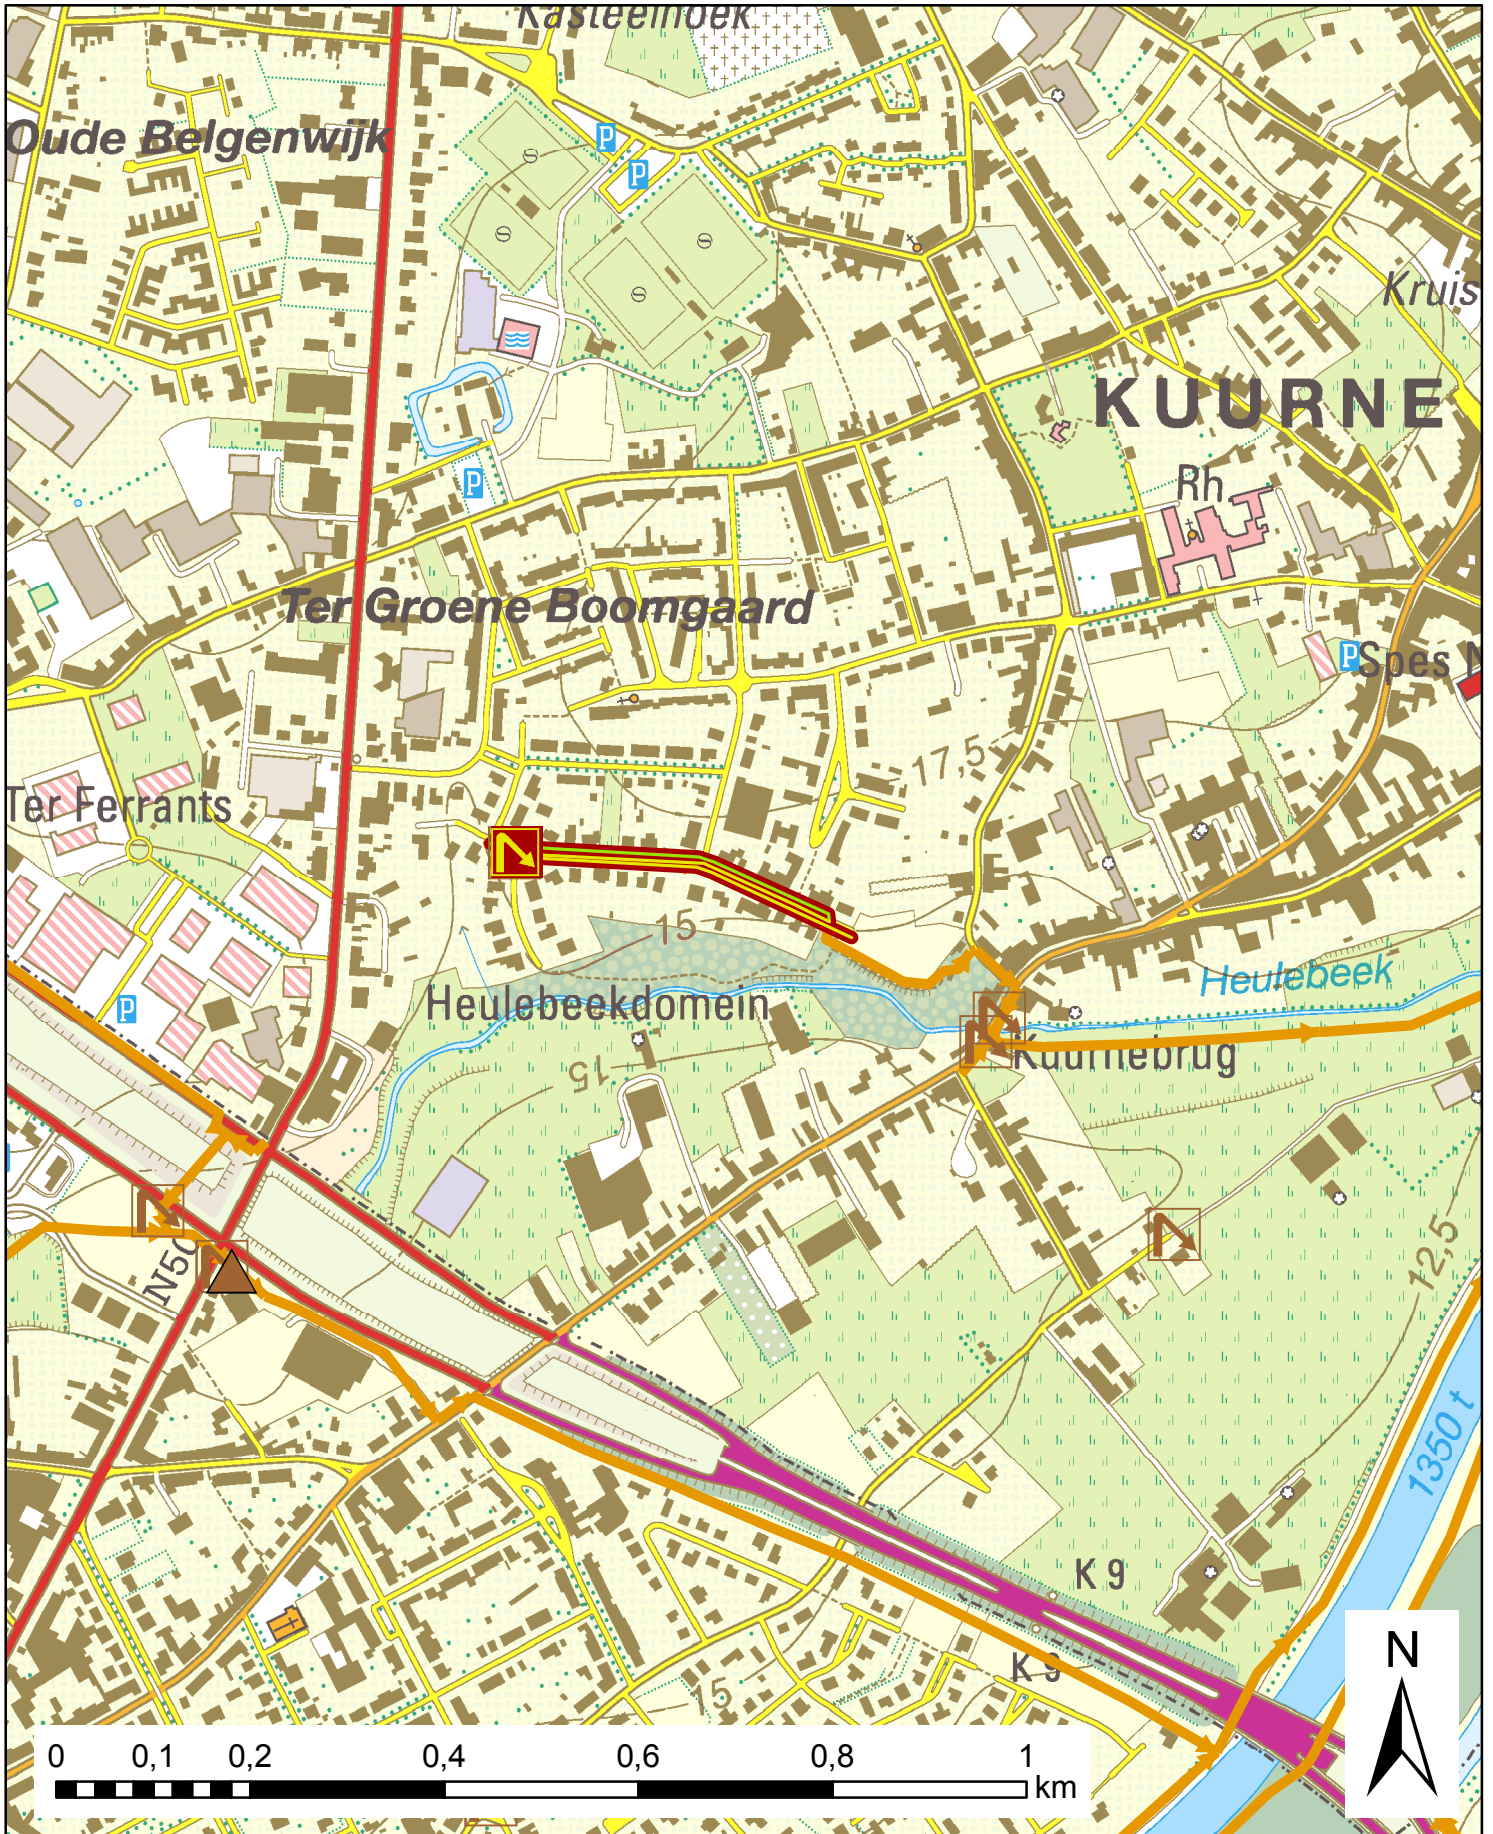 Kasteelhoek
Oude Belgenwijk
P
P
Kruis
KUURNE
Rh.
P
Ter Groene Boomgaard
P
Spes N
17,5
Ter Ferrants
15
Heulebeek
P
Heulebeekdomein
Kuurnebrug
15
N50
12,5
1350 t
K 9
K 9
15
N
0 0,1 0,2 0,4 0,6 0,8 1
km